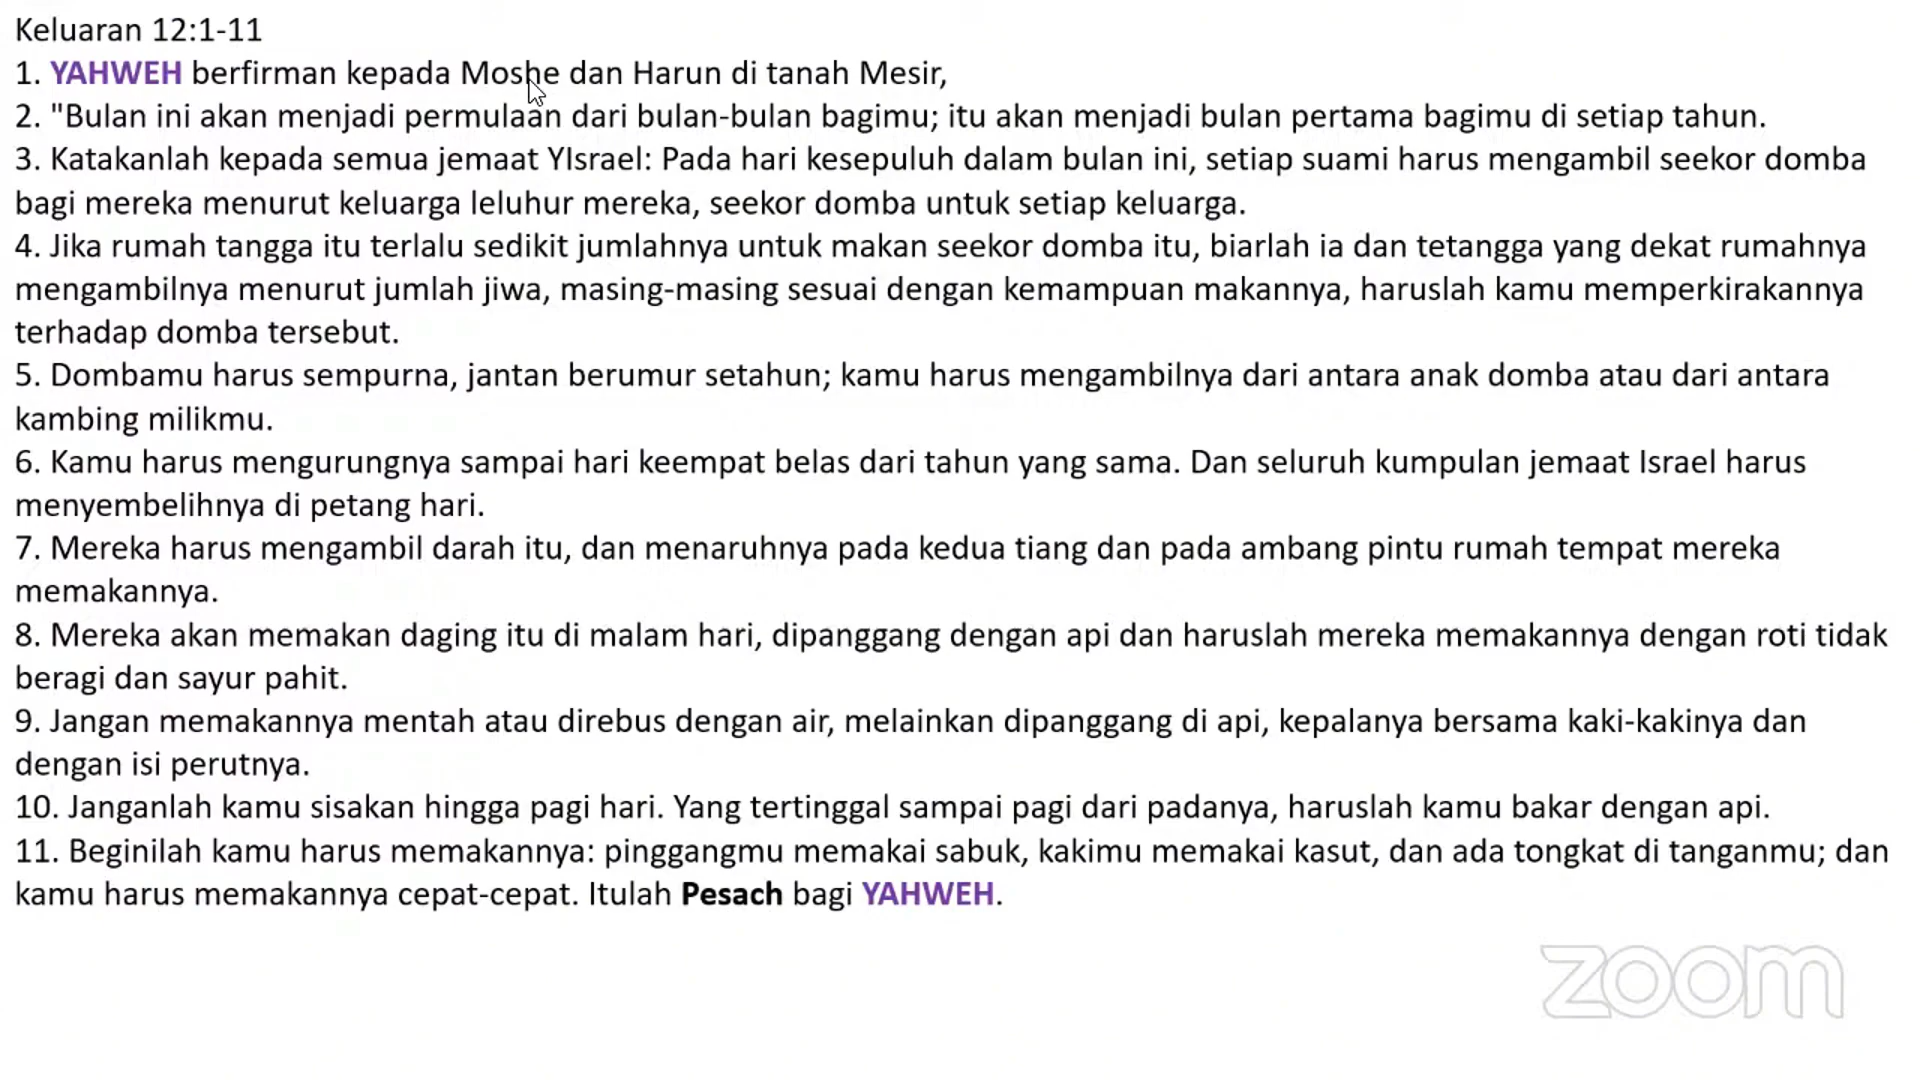 Keluaran 12:1-11
1. YAHWEH berfirman kepada Moshe dan Harun di tanah Mesir,
2. "Bulan ini akan menjadi permulaan dari bulan-bulan bagimu; itu akan menjadi bulan pertama bagimu di setiap tahun.
3. Katakanlah kepada semua jemaat YIsrael: Pada hari kesepuluh dalam bulan ini, setiap suami harus mengambil seekor domba
bagi mereka menurut keluarga leluhur mereka, seekor domba untuk setiap keluarga.
4. Jika rumah tangga itu terlalu sedikit jumlahnya untuk makan seekor domba itu, biarlah ia dan tetangga yang dekat rumahnya
mengambilnya menurut jumlah jiwa, masing-masing sesuai dengan kemampuan makannya, haruslah kamu memperkirakannya
terhadap domba tersebut.
5. Dombamu harus sempurna, jantan berumur setahun; kamu harus mengambilnya dari antara anak domba atau dari antara
kambing milikmu.
6. Kamu harus mengurungnya sampai hari keempat belas dari tahun yang sama. Dan seluruh kumpulan jemaat Israel harus
menyembelihnya di petang hari.
7. Mereka harus mengambil darah itu, dan menaruhnya pada kedua tiang dan pada ambang pintu rumah tempat mereka
memakannya.
8. Mereka akan memakan daging itu di malam hari, dipanggang dengan api dan haruslah mereka memakannya dengan roti tidak
beragi dan sayur pahit.
9. Jangan memakannya mentah atau direbus dengan air, melainkan dipanggang di api, kepalanya bersama kaki-kakinya dan
dengan isi perutnya.
10. Janganlah kamu sisakan hingga pagi hari. Yang tertinggal sampai pagi dari padanya, haruslah kamu bakar dengan api.
11. Beginilah kamu harus memakannya: pinggangmu memakai sabuk, kakimu memakai kasut, dan ada tongkat di tanganmu; dan
kamu harus memakannya cepat-cepat. Itulah Pesach bagi YAHWEH.
zoom